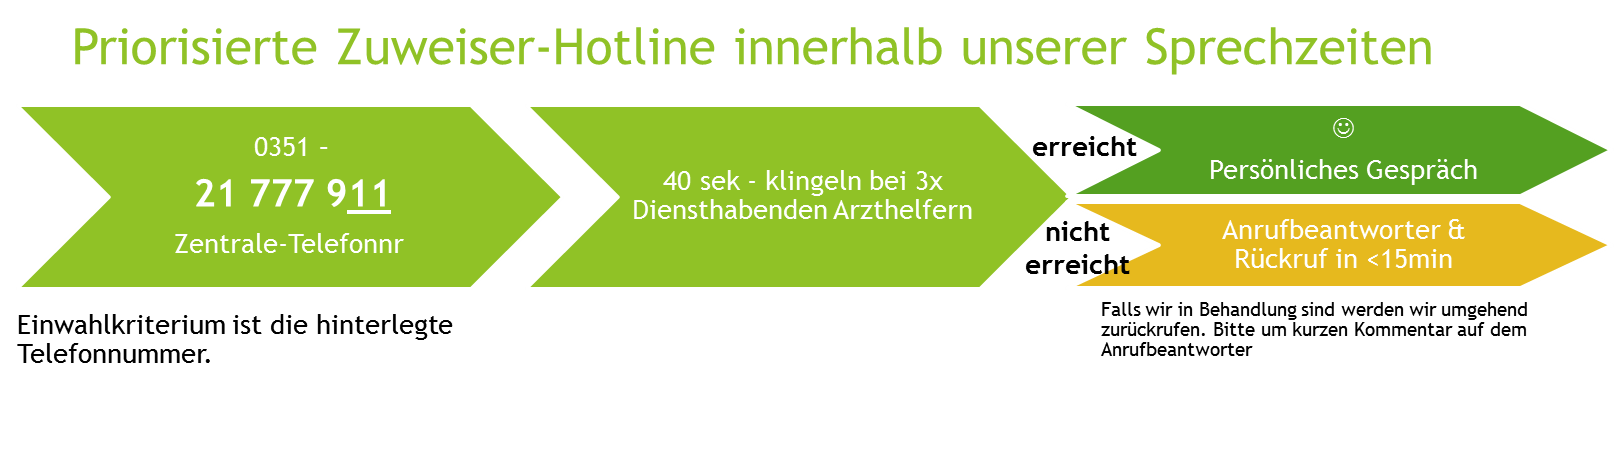 Priorisierte Zuweiser-Hotline innerhalb unserer Sprechzeiten
0351 –
21 777 911
Zentrale-Telefonnr
Einwahlkriterium ist die hinterlegte
Telefonnummer.
40 sek - klingeln bei 3x
Diensthabenden Arzthelfern
erreicht
☺
Persönliches Gespräch
nicht
erreicht
Anrufbeantworter &
Rückruf in <15min
Falls wir in Behandlung sind werden wir umgehend
zurückrufen. Bitte um kurzen Kommentar auf dem
Anrufbeantworter